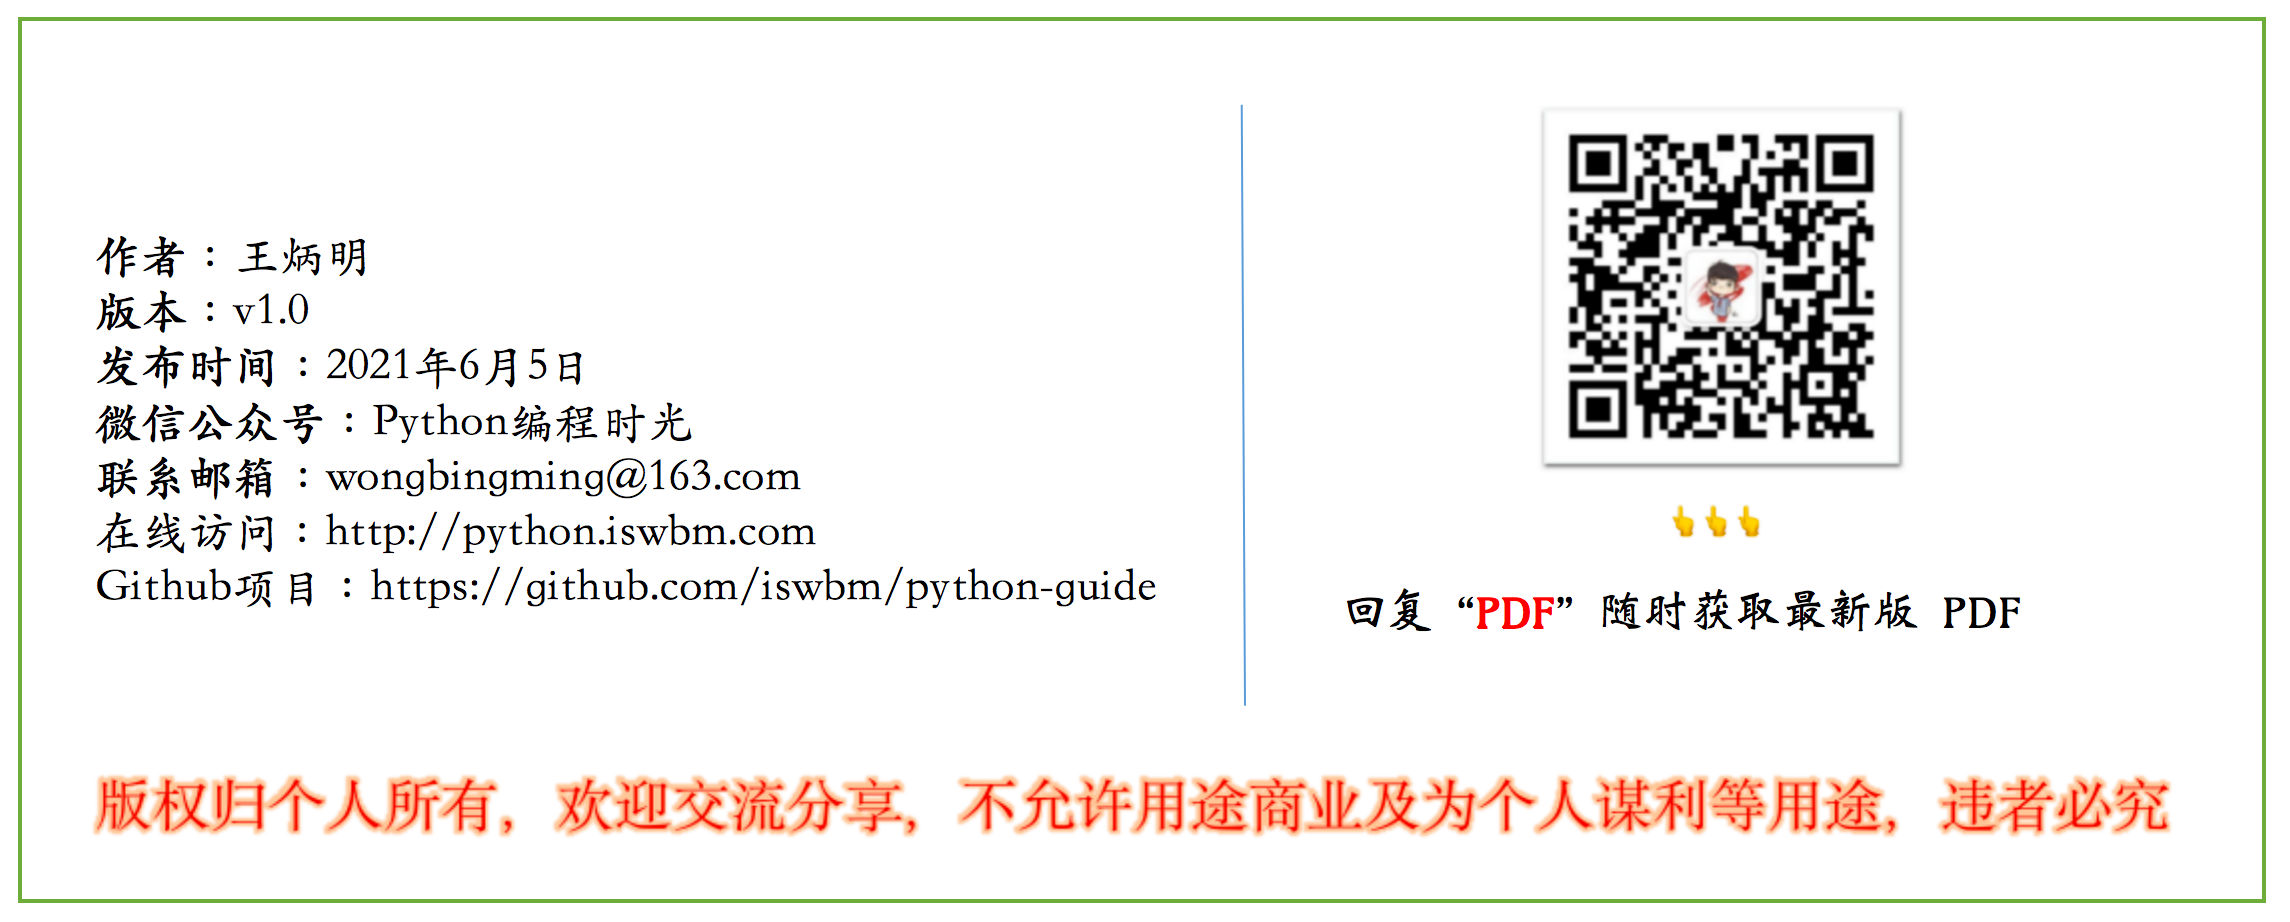 作者：王炳明
版本：v1.0
发布时间：2021年6月5日
微信公众号：Python编程时光
联系邮箱：wongbingming@163.com
在线访问：http://python.iswbm.com
Github项目：https://github.com/iswbm/python-guide
回复 “PDF” 随时获取最新版 PDF
版权归个人所有，欢迎交流分享，不允许用途商业及为个人谋利等用途，违者必究